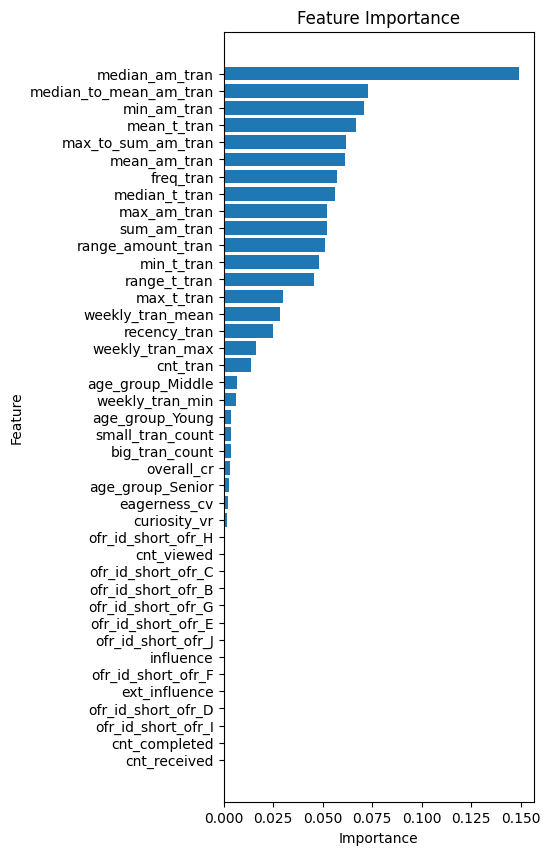 Feature Importance
median_am_tran
median_to_mean_am_tran
min_am_tran
mean_t_tran
max_to_sum_am_tran
mean_am_tran
freq_tran
median_t_tran
max_am_tran
sum_am_tran
range_amount_tran
min_t_tran
range_t_tran
max_t_tran
weekly_tran_mean
recency_tran
weekly_tran_max
cnt_tran
age_group_Middle
weekly_tran_min
age_group_Young
small_tran_count
big_tran_count
overall_cr
age_group_Senior
eagerness_cv
curiosity_vr
ofr_id_short_ofr_H
cnt_viewed
ofr_id_short_ofr_C
ofr_id_short_ofr_B
ofr_id_short_ofr_G
ofr_id_short_ofr_E
ofr_id_short_ofr_J
influence
ofr_id_short_ofr_F
ext_influence
ofr_id_short_ofr_D
ofr_id_short_ofr_I
cnt_completed
cnt_received
Feature
0.000 0.025 0.050 0.075 0.100 0.125 0.150
Importance